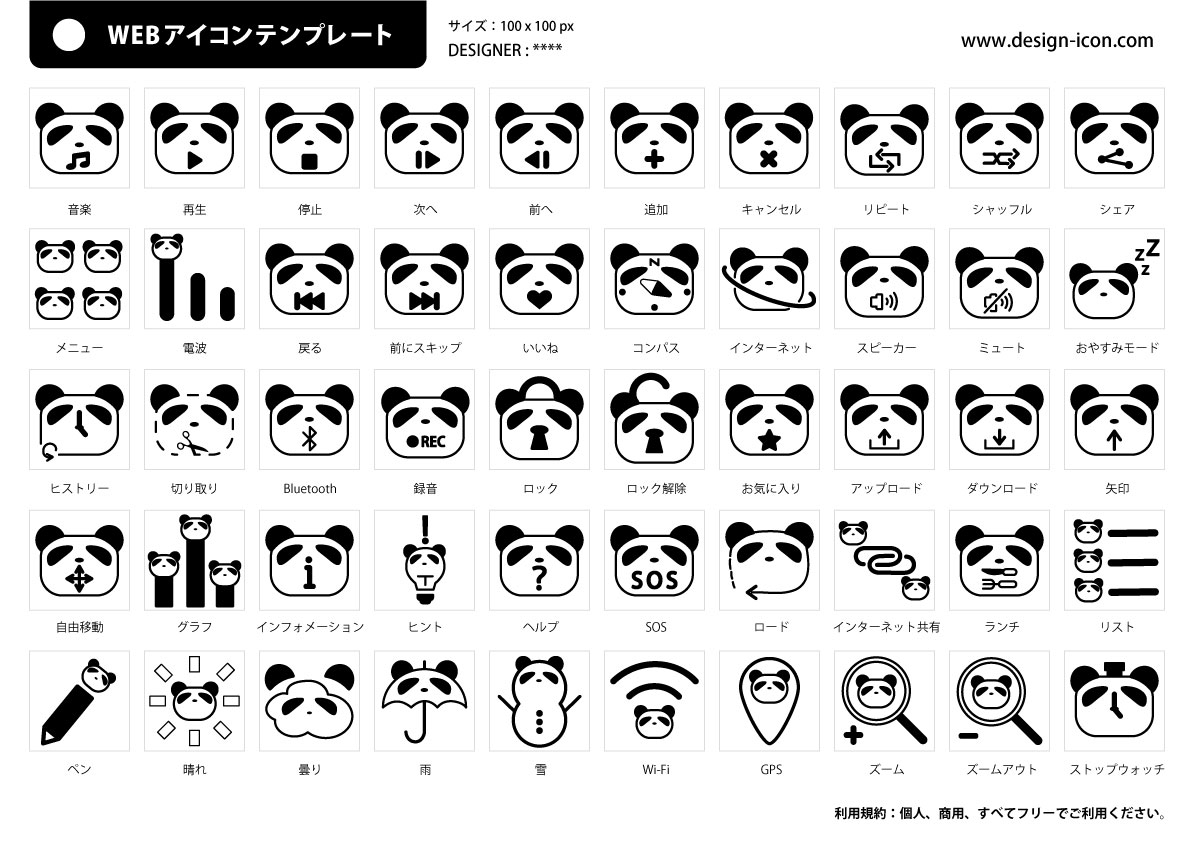 WEBアイコンテンプレート
サイズ：100 x 100 px
DESIGNER : ****
www.design-icon.com
音楽
再生
停止
次へ
前へ
追加
キャンセル
リピート
シャッフル
シェア
N
zZ
z
メニュー
電波
戻る
前にスキップ
いいね
コンパス
インターネット
スピーカー
ミュート
おやすみモード
REC
ヒストリー
切り取り
Bluetooth
録音
ロック
ロック解除
お気に入り
アップロード
ダウンロード
矢印
i
!
?
SOS
自由移動
グラフ
インフォメーション
ヒント
ヘルプ
SOS
ロード
インターネット共有
ランチ
リスト
ペン
晴れ
曇り
雨
雪
Wi-Fi
GPS
ズーム
ズームアウト
ストップウォッチ
利用規約：個人、商用、すべてフリーでご利用ください。